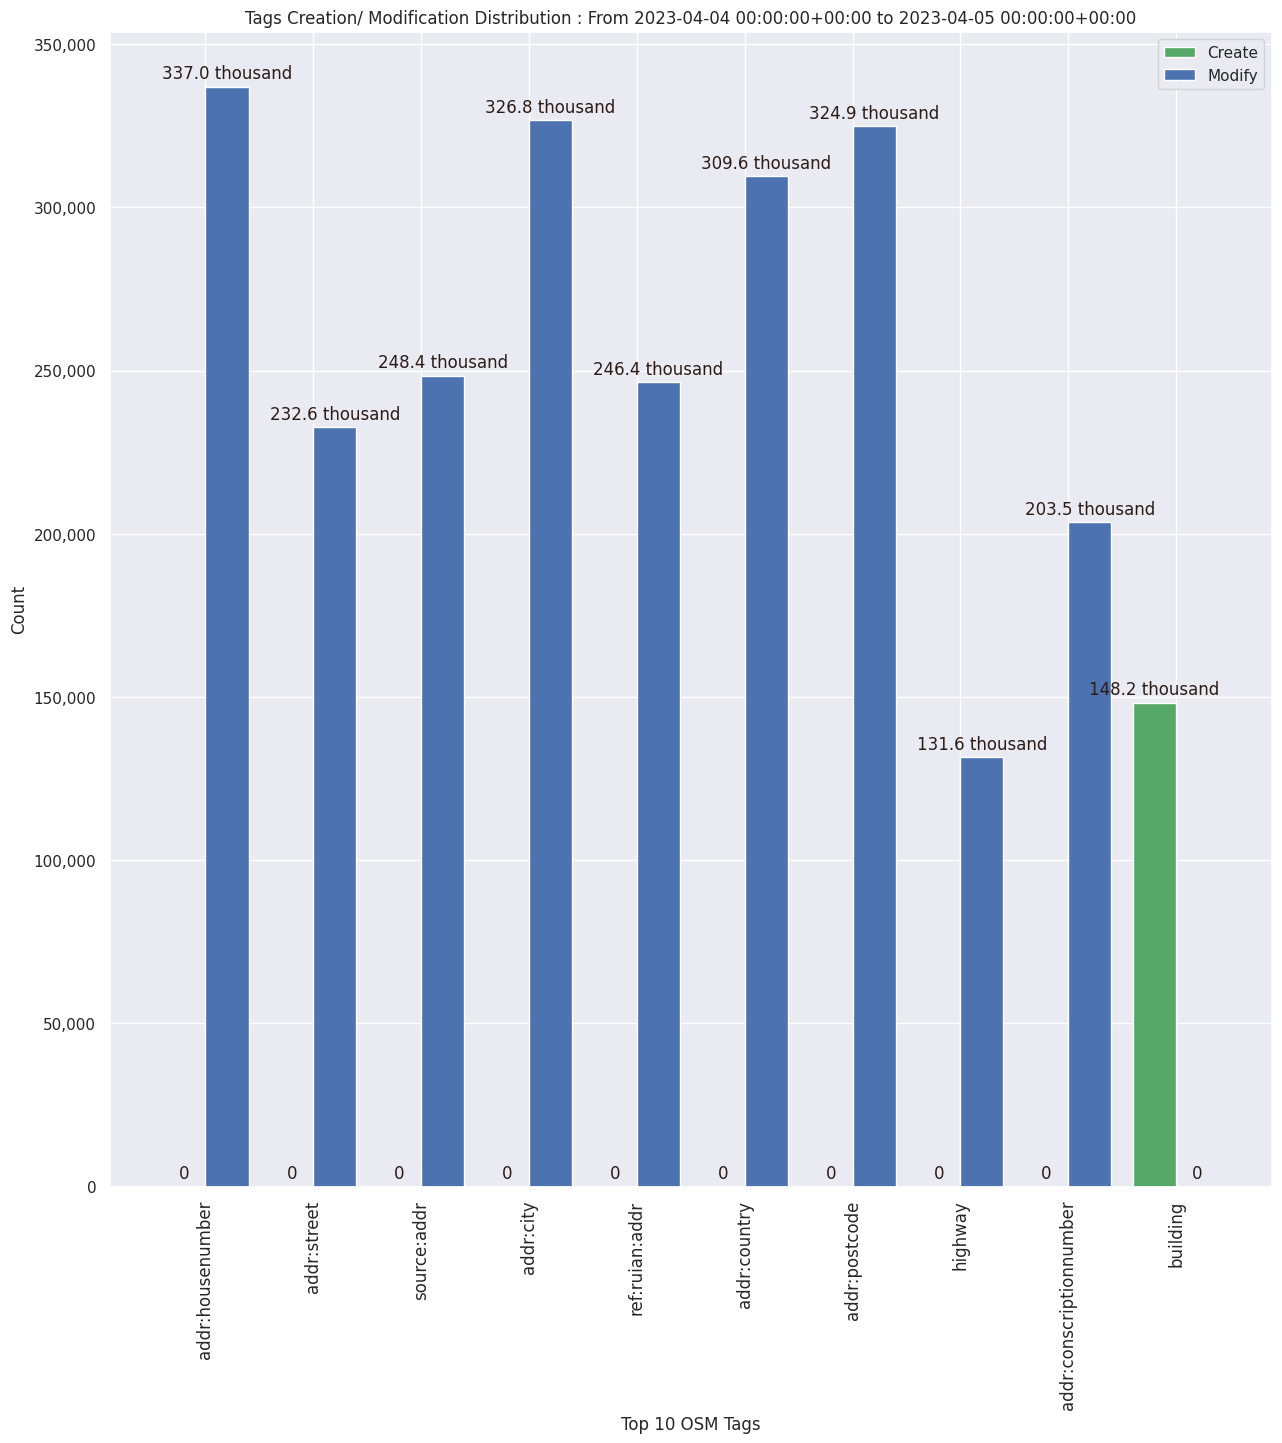 Tags Creation/ Modification Distribution : From 2023-04-04 00:00:00+00:00 to 2023-04-05 00:00:00+00:00
Create
Modify
350,000
300,000
250,000
200,000
150,000
100,000
50,000
0
Count
337.0 thousand
232.6 thousand
248.4 thousand
326.8 thousand
246.4 thousand
309.6 thousand
324.9 thousand
131.6 thousand
203.5 thousand
148.2 thousand
0
0
0
0
0
0
0
0
0
0
addr:housenumber
addr:street
source:addr
addr:city
ref:ruian:addr
addr:country
addr:postcode
highway
addr:conscriptionnumber
building
Top 10 OSM Tags